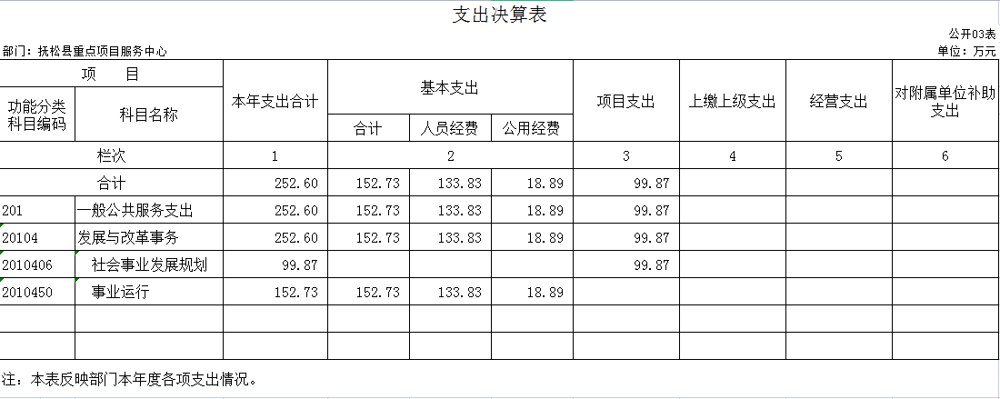 支出决算表
公开03表
部门：抚松县重点项目服务中心 单位：万元
项 目 本年支出合计 基本支出 项目支出 上缴上级支出 经营支出 对附属单位补助支出
功能分类科目编码 科目名称 合计 人员经费 公用经费
栏次 1 2 3 4 5 6
合计 252.60 152.73 133.83 18.89 99.87
201 一般公共服务支出 252.60 152.73 133.83 18.89 99.87
20104 发展与改革事务 252.60 152.73 133.83 18.89 99.87
2010406 社会事业发展规划 99.87 99.87
2010450 事业运行 152.73 152.73 133.83 18.89
注：本表反映部门本年度各项支出情况。